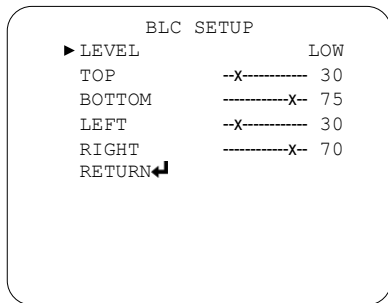 BLC SETUP
►LEVEL LOW
TOP --X------------ 30
BOTTOM ------------X-- 75
LEFT --X------------ 30
RIGHT ------------X-- 70
RETURN↵